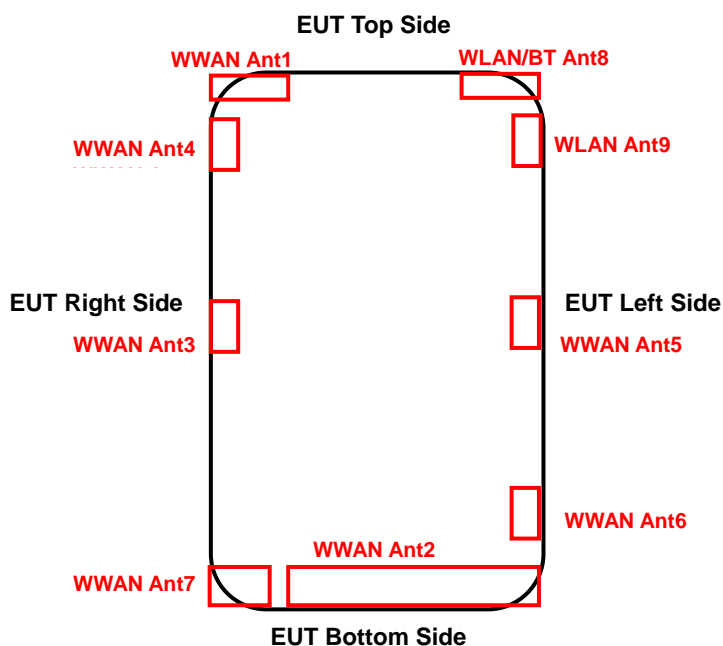 EUT Top Side
WWAN Ant1
WLAN/BT Ant8
WWAN Ant4
WLAN Ant9
EUT Right Side
EUT Left Side
WWAN Ant3
WWAN Ant5
WWAN Ant6
WWAN Ant2
WWAN Ant7
EUT Bottom Side